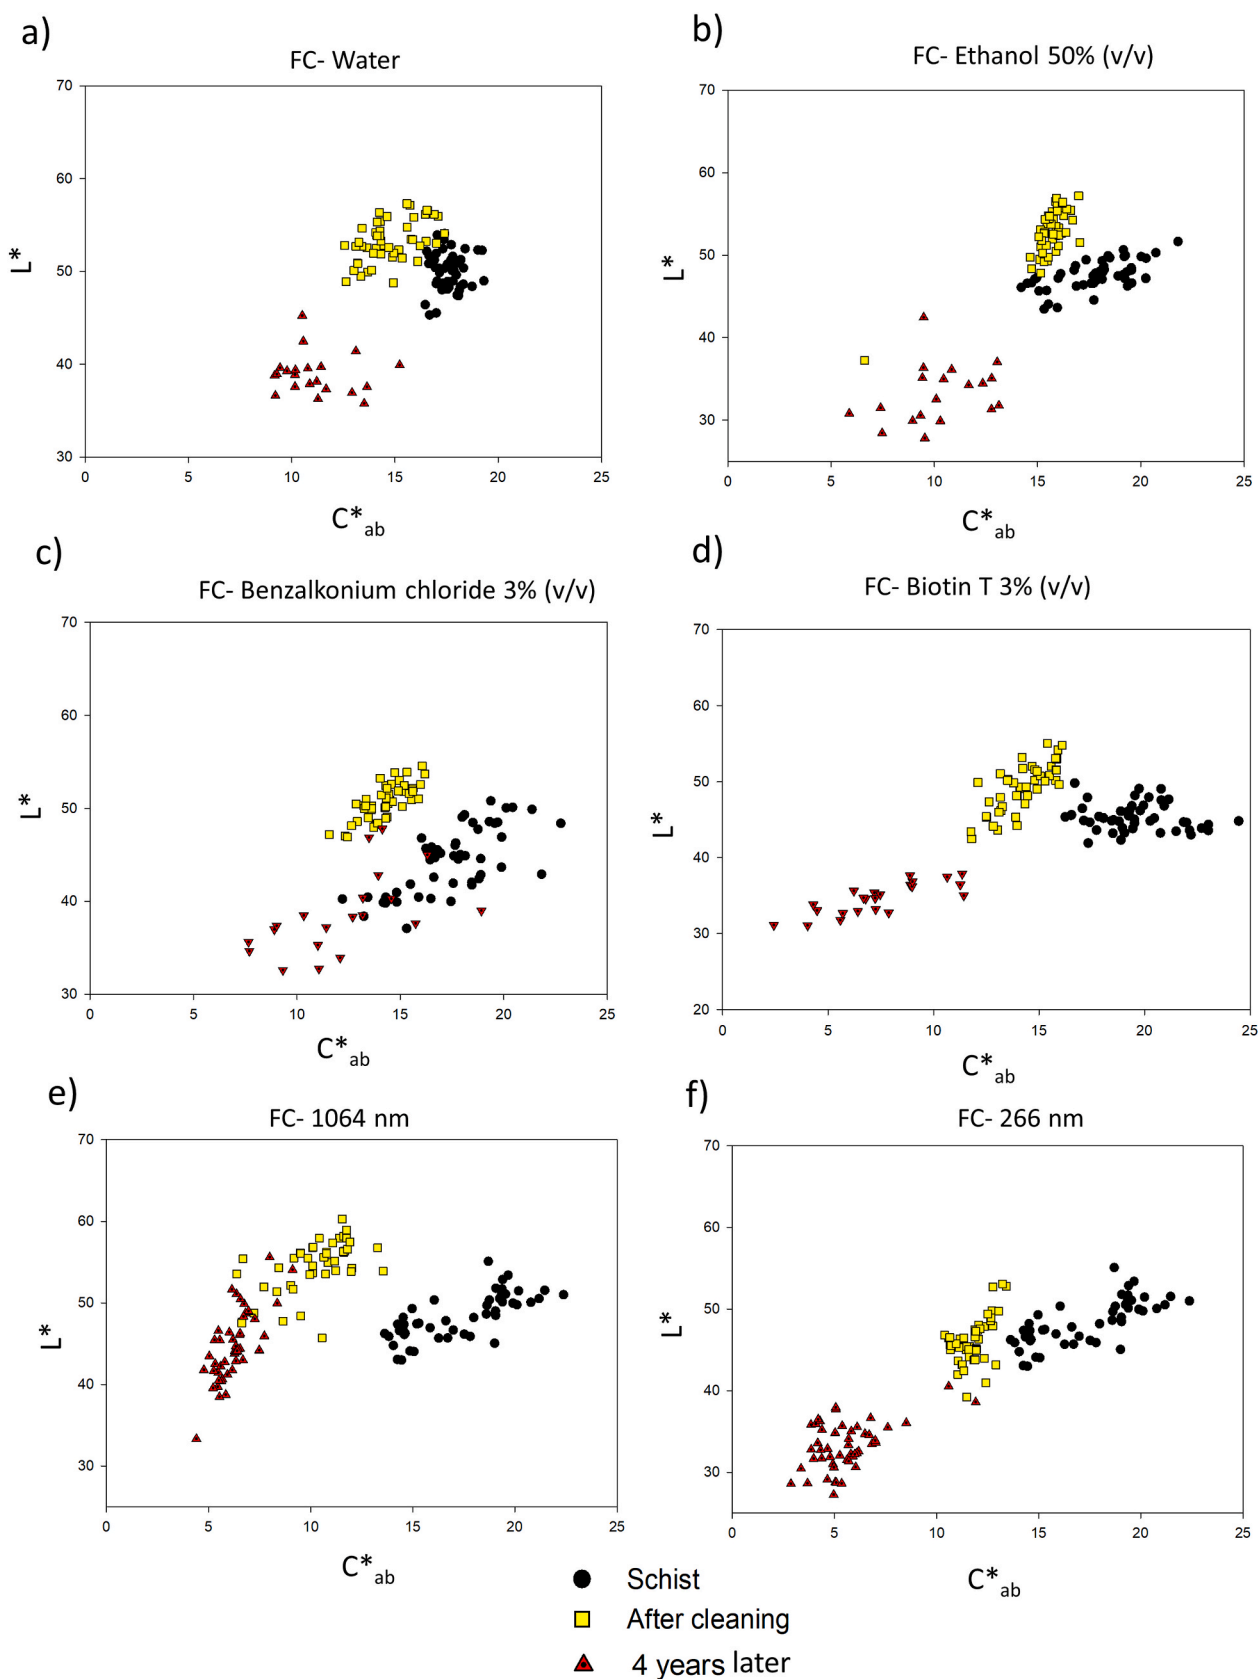 a)
FC- Water
70
60
50
40
30
0
5
10
15
20
25
L*
C*ab
b)
FC- Ethanol 50% (v/v)
70
60
50
40
30
0
5
10
15
20
25
L*
C*ab
c)
FC- Benzalkonium chloride 3% (v/v)
70
60
50
40
30
0
5
10
15
20
25
L*
C*ab
d)
FC- Biotin T 3% (v/v)
70
60
50
40
30
20
0
5
10
15
20
25
L*
C*ab
e)
FC- 1064 nm
70
60
50
40
30
0
5
10
15
20
25
L*
C*ab
f)
FC- 266 nm
70
60
50
40
30
0
5
10
15
20
25
L*
C*ab
Schist
After cleaning
4 years later